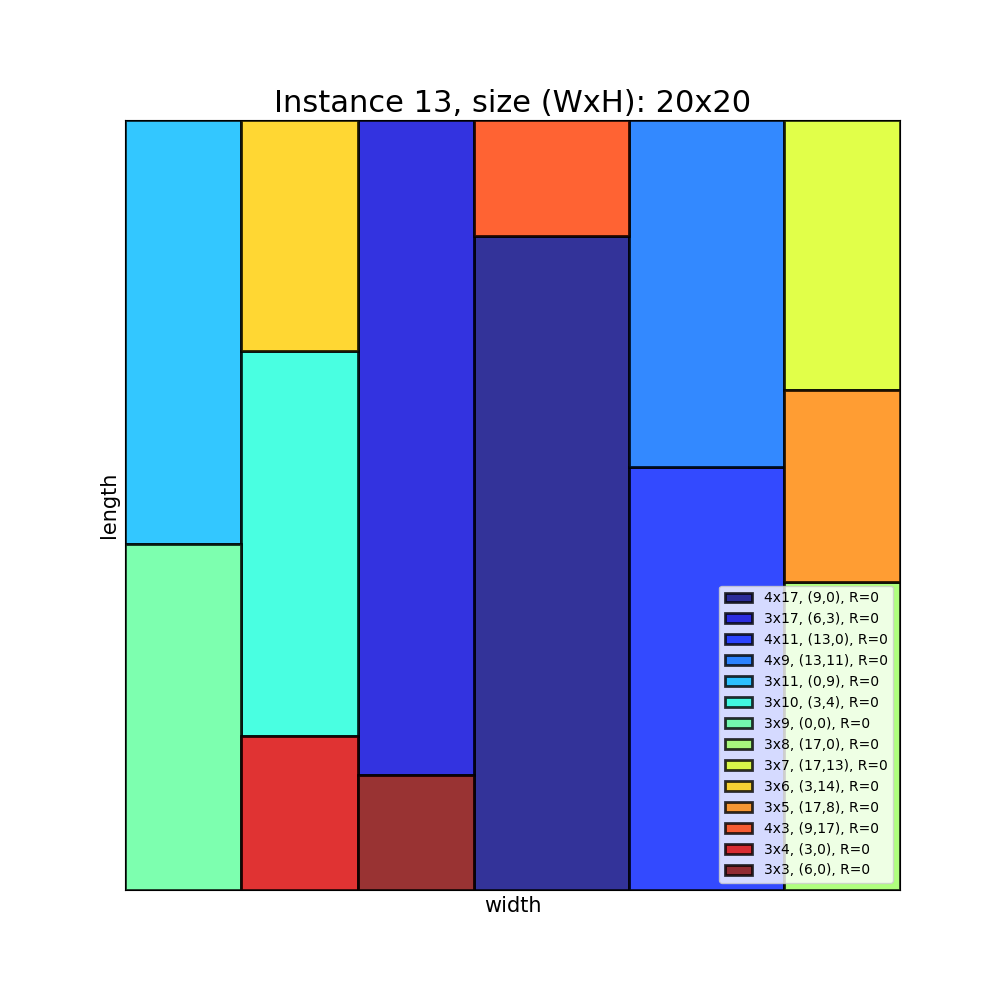 Instance 13, size (WxH): 20x20
length
4x17, (9,0), R=0
3x17, (6,3), R=0
4x11, (13,0), R=0
4x9, (13,11), R=0
3x11, (0,9), R=0
3x10, (3,4), R=0
3x9, (0,0), R=0
3x8, (17,0), R=0
3x7, (17,13), R=0
3x6, (3,14), R=0
3x5, (17,8), R=0
4x3, (9,17), R=0
3x4, (3,0), R=0
3x3, (6,0), R=0
width